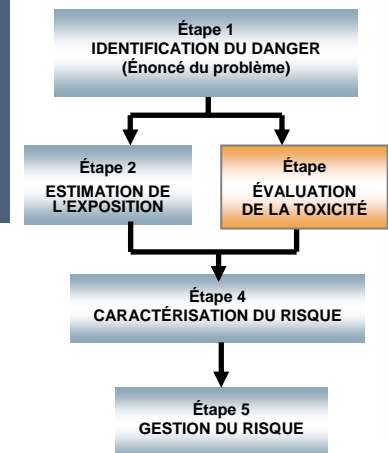 Étape 1
IDENTIFICATION DU DANGER
(Énoncé du problème)
Étape 2
ESTIMATION DE
L'EXPOSITION
Étape
ÉVALUATION
DE LA TOXICITÉ
Étape 4
CARACTÉRISATION DU RISQUE
Étape 5
GESTION DU RISQUE